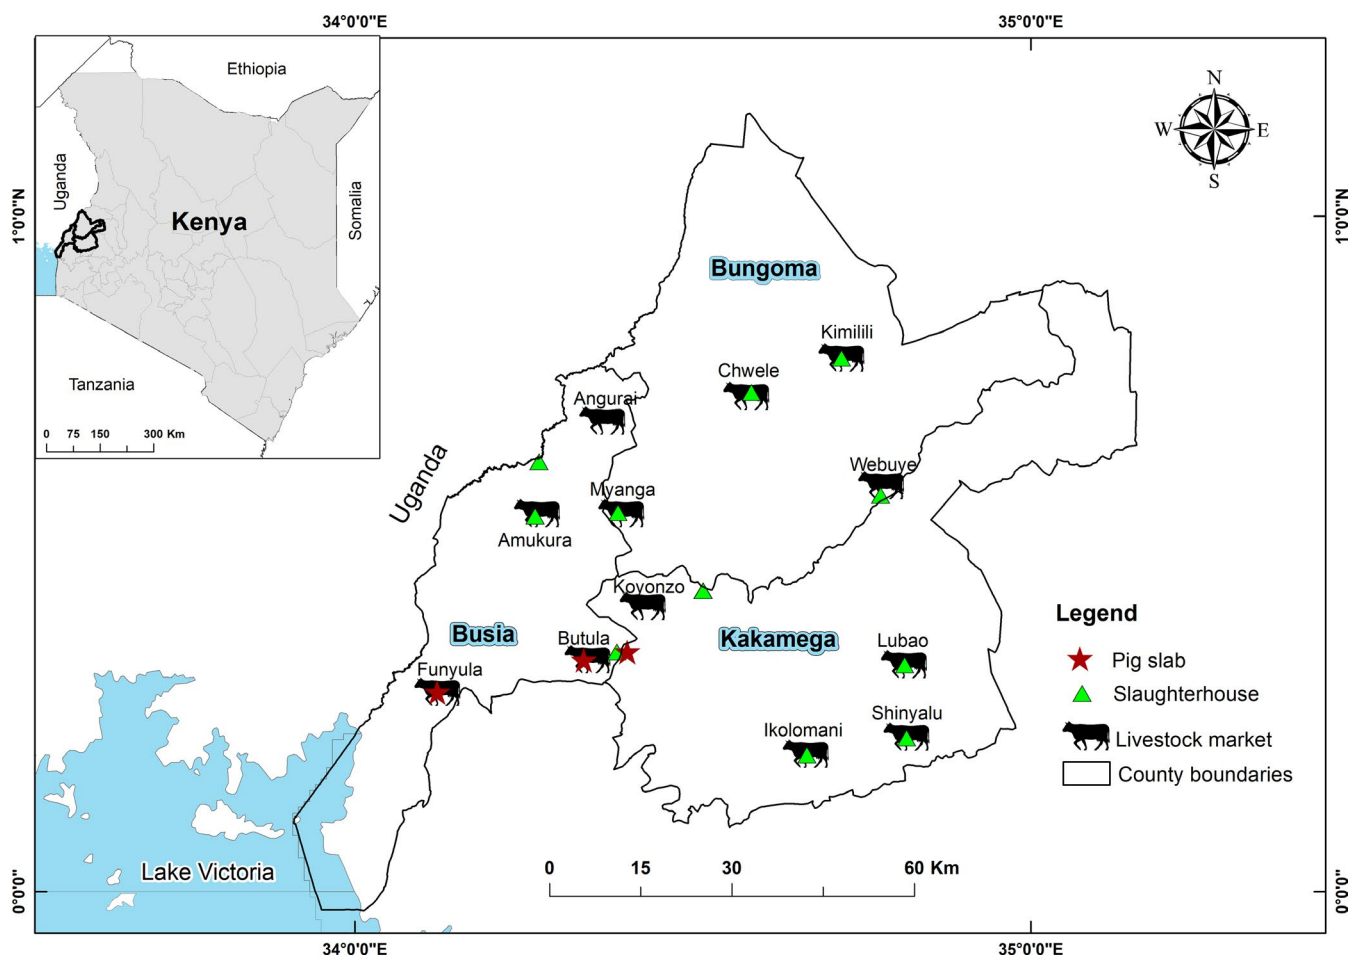 34°0'0"E
35°0'0"E
Ethiopia
Uganda
Kenya
Somalia
Tanzania
0 75 150 300 Km
N
W
E
S
1°0'0"N
1°0'0"N
Bungoma
Kimilili
Chwele
Angurai
Uganda
Webuye
Myanga
Amukura
Koyonzo
Busia
Butula
Kakamega
Lubao
Funyula
Shinyalu
Ikolomani
Legend
Pig slab
Slaughterhouse
Livestock market
County boundaries
Lake Victoria
0 15 30 60 Km
0°0'0"
0°0'0"
34°0'0"E
35°0'0"E